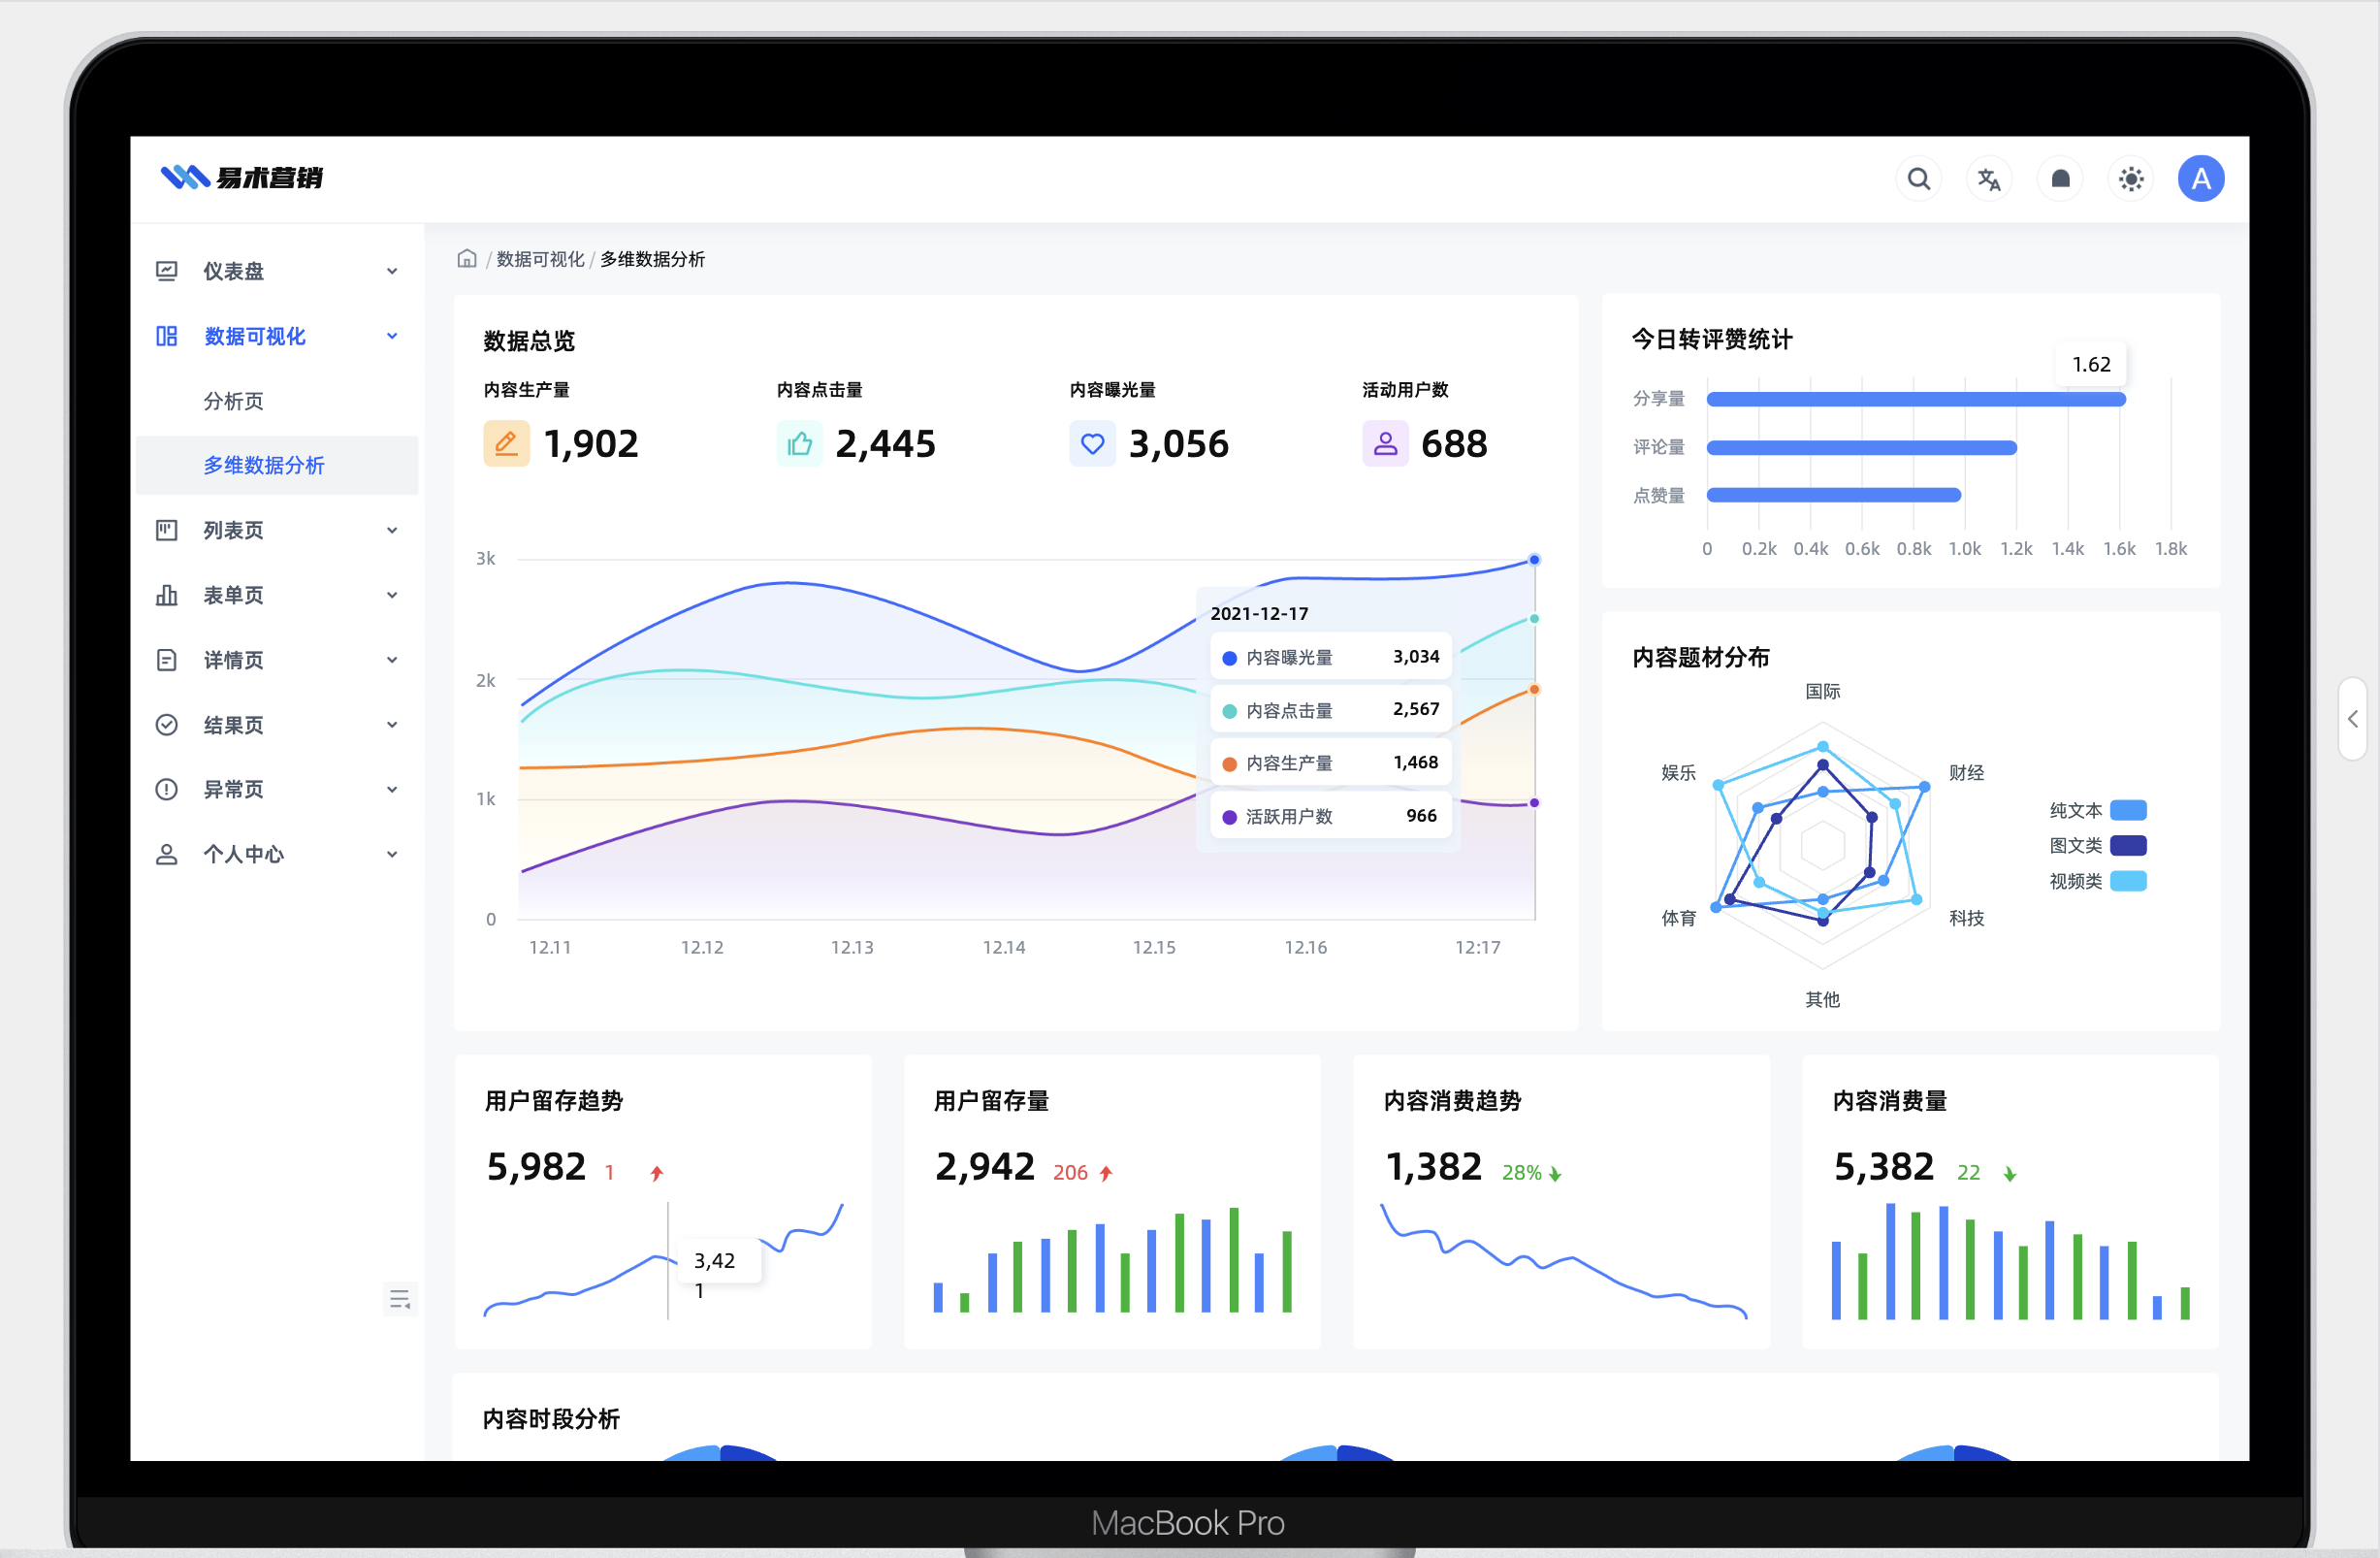 易术营销
A
仪表盘
数据可视化
分析页
多维数据分析
列表页
表单页
详情页
结果页
异常页
个人中心
/ 数据可视化 / 多维数据分析
数据总览
内容生产量 内容点击量 内容曝光量 活动用户数
1,902 2,445 3,056 688
3k
2k
1k
0
12.11 12.12 12.13 12.14 12.15 12.16 12:17
2021-12-17
内容曝光量 3,034
内容点击量 2,567
内容生产量 1,468
活跃用户数 966
今日转评赞统计
1.62
分享量
评论量
点赞量
0 0.2k 0.4k 0.6k 0.8k 1.0k 1.2k 1.4k 1.6k 1.8k
内容题材分布
国际
娱乐 财经
体育 科技
其他
纯文本
图文类
视频类
用户留存趋势
5,982 1
3,42
1
用户留存量
2,942 206
内容消费趋势
1,382 28%
内容消费量
5,382 22
内容时段分析
MacBook Pro